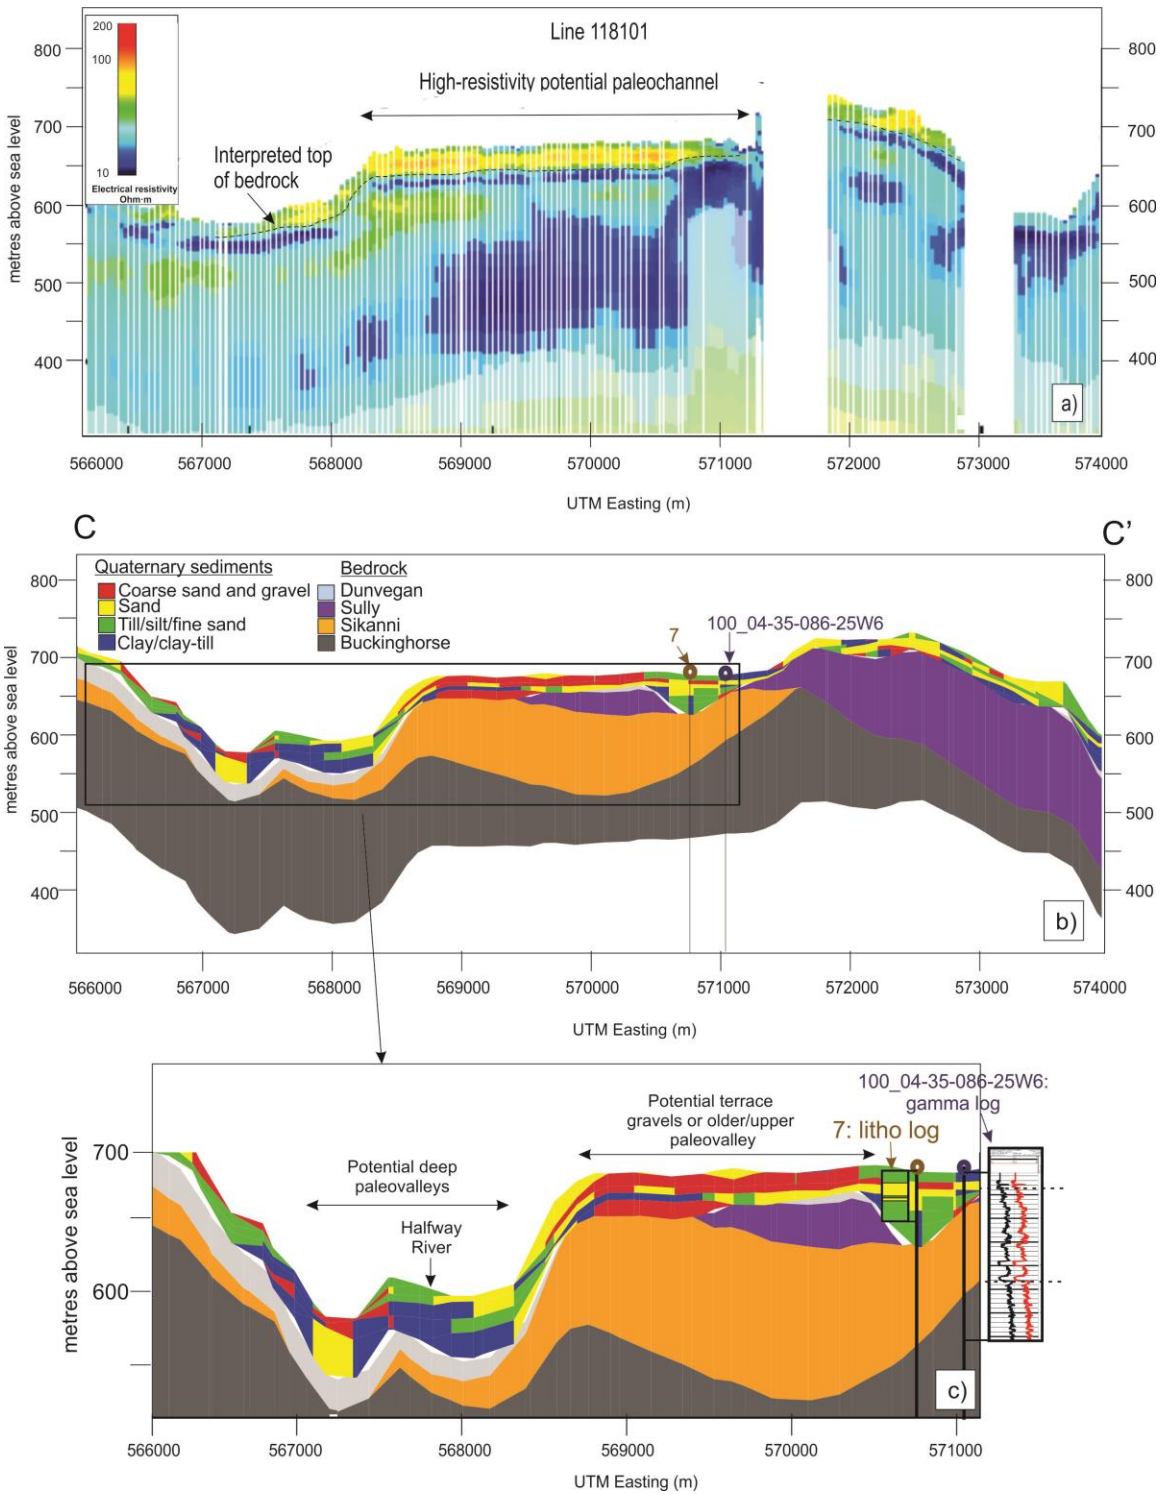 Line 118101
200
100
10
Electrical resistivity
Ohm·m
High-resistivity potential paleochannel
Interpreted top
of bedrock
metres above sea level
800
700
600
500
400
800
700
600
500
400
a)
566000 567000 568000 569000 570000 571000 572000 573000 574000
UTM Easting (m)
C C’
Quaternary sediments
Coarse sand and gravel
Sand
Till/silt/fine sand
Clay/clay-till
Bedrock
Dunvegan
Sully
Sikanni
Buckinghorse
7
100_04-35-086-25W6
metres above sea level
800
700
600
500
400
800
700
600
500
400
b)
566000 567000 568000 569000 570000 571000 572000 573000 574000
UTM Easting (m)
100_04-35-086-25W6:
gamma log
7: litho log
Potential terrace
gravels or older/upper
paleovalley
Potential deep
paleovalleys
Halfway
River
metres above sea level
700
600
c)
566000 567000 568000 569000 570000 571000
UTM Easting (m)